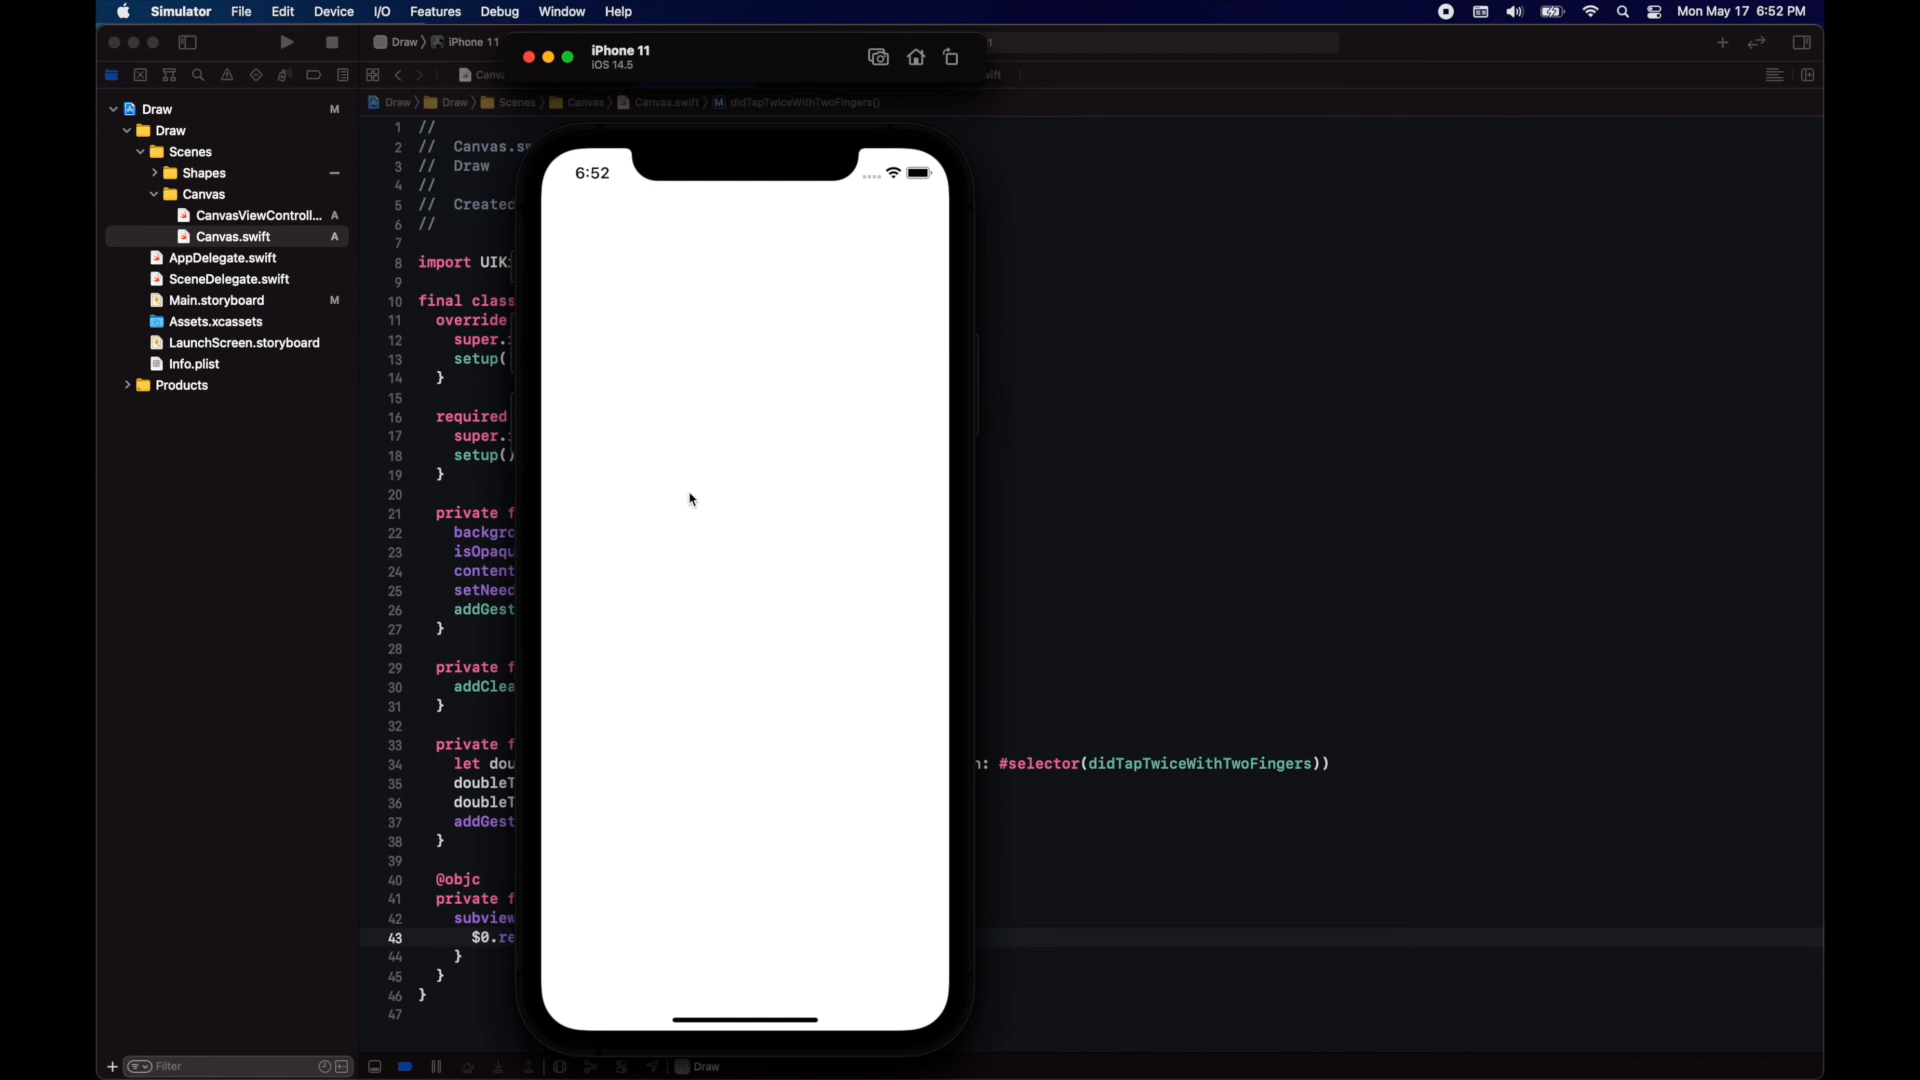 Simulator File Edit Device I/O Features Debug Window Help Mon May 17 6:52 PM
Draw iPhone 11
iPhone 11
iOS 14.5
Draw M
Draw
Scenes
Shapes
Canvas
CanvasViewControll... A
Canvas.swift A
AppDelegate.swift
SceneDelegate.swift
Main.storyboard M
Assets.xcassets
LaunchScreen.storyboard
Info.plist
Products
Draw Draw Scenes Canvas Canvas.swift M didTapTwiceWithTwoFingers()
6:52
1 //
2 // Canvas.sw
3 // Draw
4 //
5 // Created
6 //
7
8 import UIK
9
10 final class
11 override
12 super.i
13 setup(
14 }
15
16 required
17 super.i
18 setup()
19 }
20
21 private f
22 backgro
23 isOpaqu
24 content
25 setNeed
26 addGest
27 }
28
29 private f
30 addClea
31 }
32
33 private f
34 let dou n: #selector(didTapTwiceWithTwoFingers))
35 doubleT
36 doubleT
37 addGest
38 }
39
40 @objc
41 private f
42 subview
43 $0.re
44 }
45 }
46 }
47
Filter
Draw